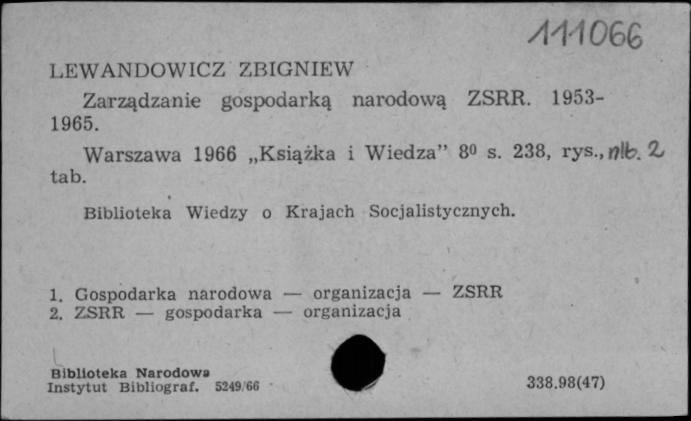 111066
LEWANDOWICZ ZBIGNIEW
Zarządzanie gospodarką narodową ZSRR. 1953-
1965.
Warszawa 1966 „Książka i Wiedza” 8⁰ s. 238, rys., nlb. 2
tab.
Biblioteka Wiedzy o Krajach Socjalistycznych.
1. Gospodarka narodowa — organizacja — ZSRR
2. ZSRR — gospodarka — organizacja
Biblioteka Narodowa
Instytut Bibliograf. 5249/66
338.98(47)